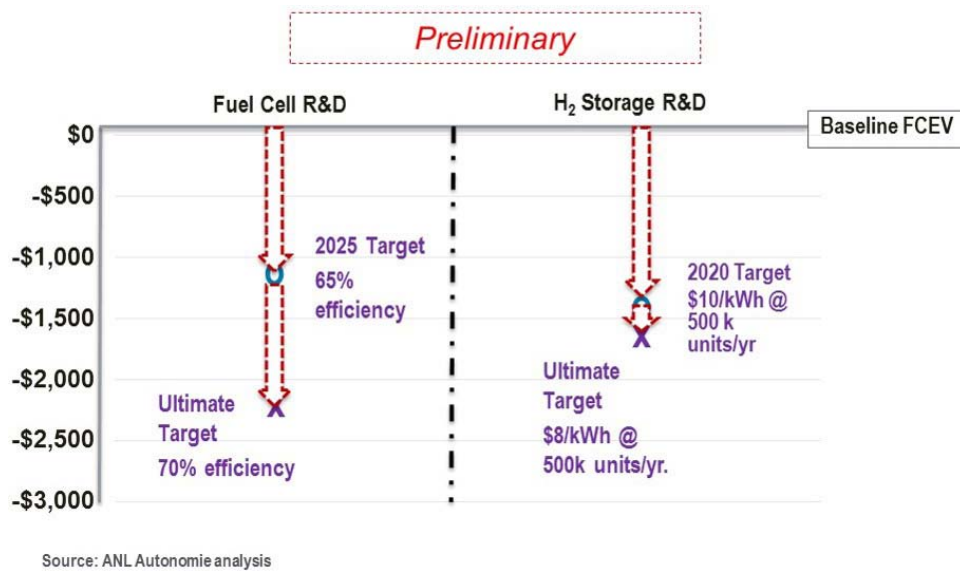 Preliminary
Fuel Cell R&D
H₂ Storage R&D
Baseline FCEV
$0
-$500
-$1,000
-$1,500
-$2,000
-$2,500
-$3,000
2025 Target
65%
efficiency
Ultimate
Target
70% efficiency
2020 Target
$10/kWh @
500 k
units/yr
Ultimate
Target
$8/kWh @
500k units/yr.
Source: ANL Autonomie analysis